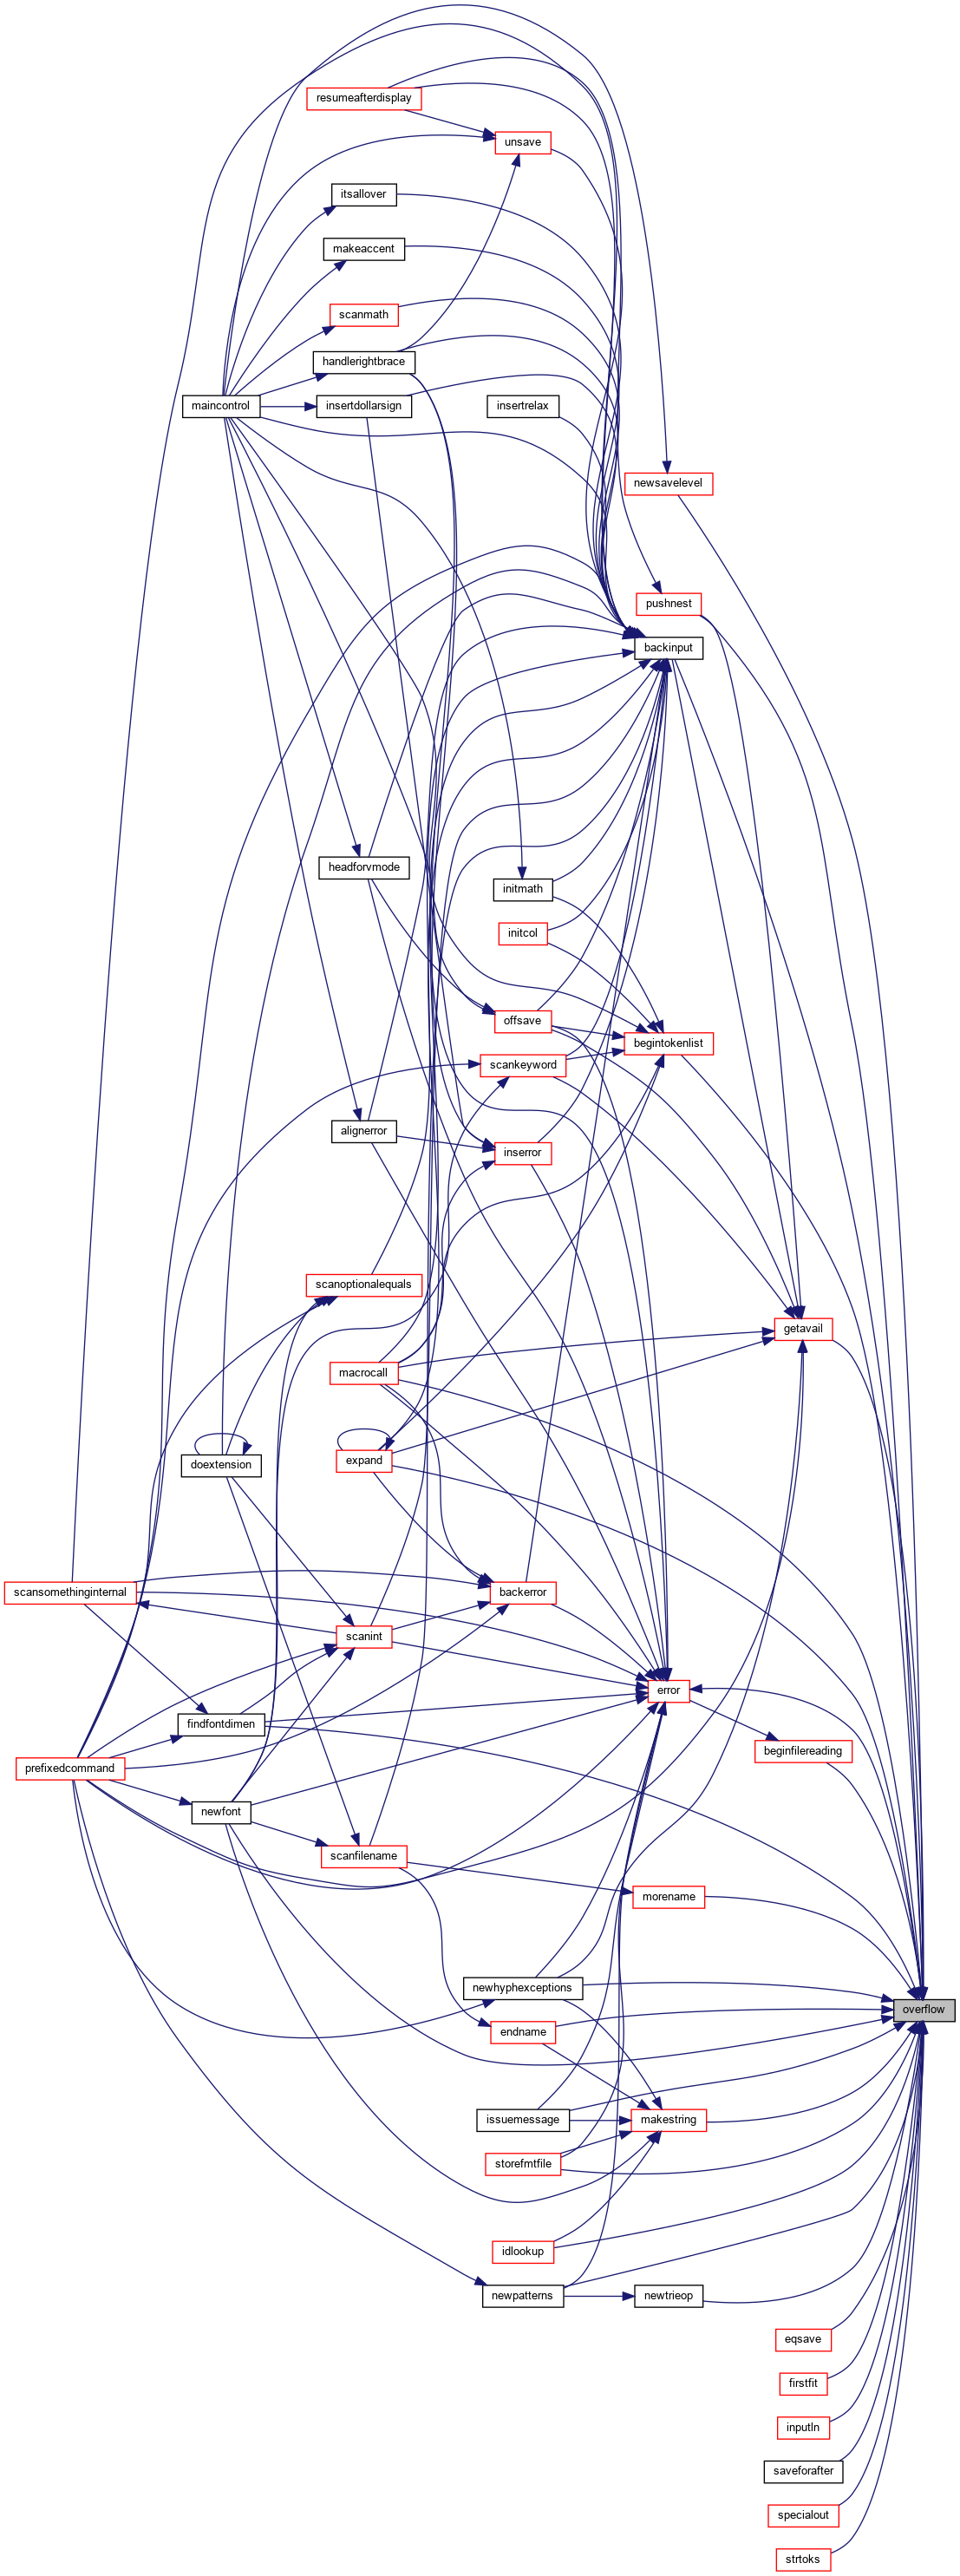 resumeafterdisplay
unsave
itsallover
makeaccent
scanmath
handlerightbrace
maincontrol
insertdollarsign
insertrelax
newsavelevel
pushnest
backinput
headforvmode
initmath
initcol
offsave
begintokenlist
scankeyword
alignerror
inserror
scanoptionalequals
getavail
macrocall
expand
doextension
scansomethinginternal
backerror
scanint
error
findfontdimen
beginfilereading
prefixedcommand
newfont
scanfilename
morename
newhyphexceptions
overflow
endname
issuemessage
makestring
storefmtfile
idlookup
newpatterns
newtrieop
eqsave
firstfit
inputln
saveforafter
specialout
strtoks